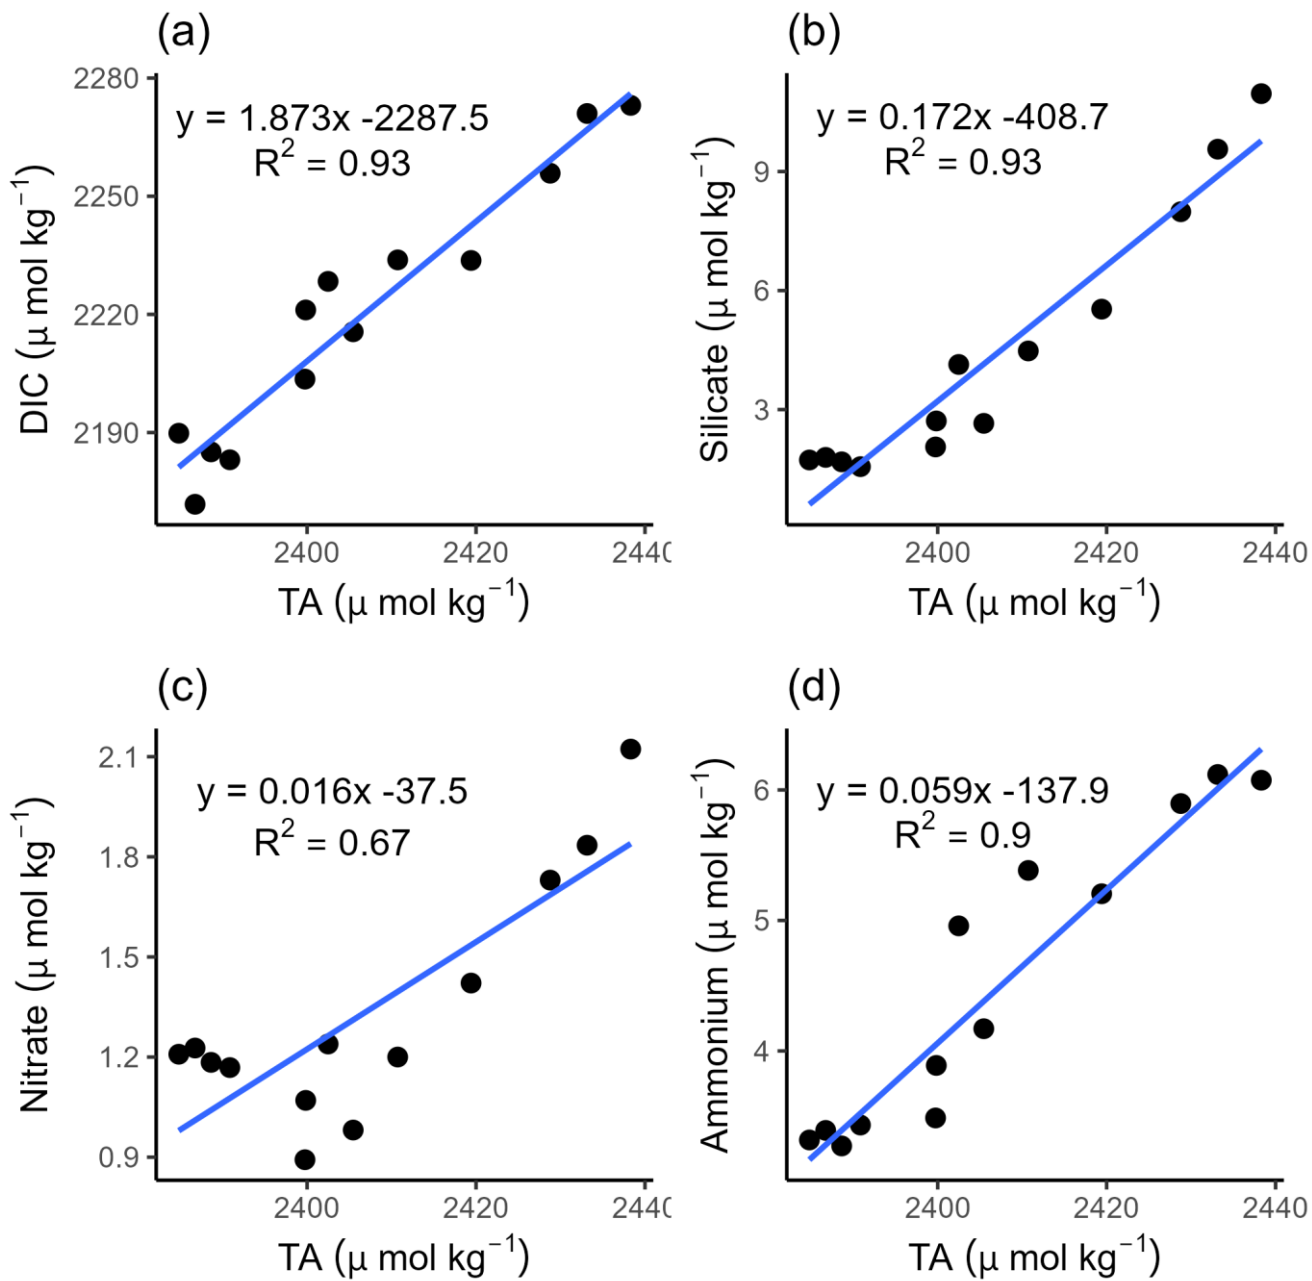 (a)
y = 1.873x -2287.5
R² = 0.93
2280
2250
2220
2190
DIC (μ mol kg⁻¹)
2400 2420 2440
TA (μ mol kg⁻¹)
(b)
y = 0.172x -408.7
R² = 0.93
9
6
3
Silicate (μ mol kg⁻¹)
2400 2420 2440
TA (μ mol kg⁻¹)
(c)
y = 0.016x -37.5
R² = 0.67
2.1
1.8
1.5
1.2
0.9
Nitrate (μ mol kg⁻¹)
2400 2420 2440
TA (μ mol kg⁻¹)
(d)
y = 0.059x -137.9
R² = 0.9
6
5
4
Ammonium (μ mol kg⁻¹)
2400 2420 2440
TA (μ mol kg⁻¹)